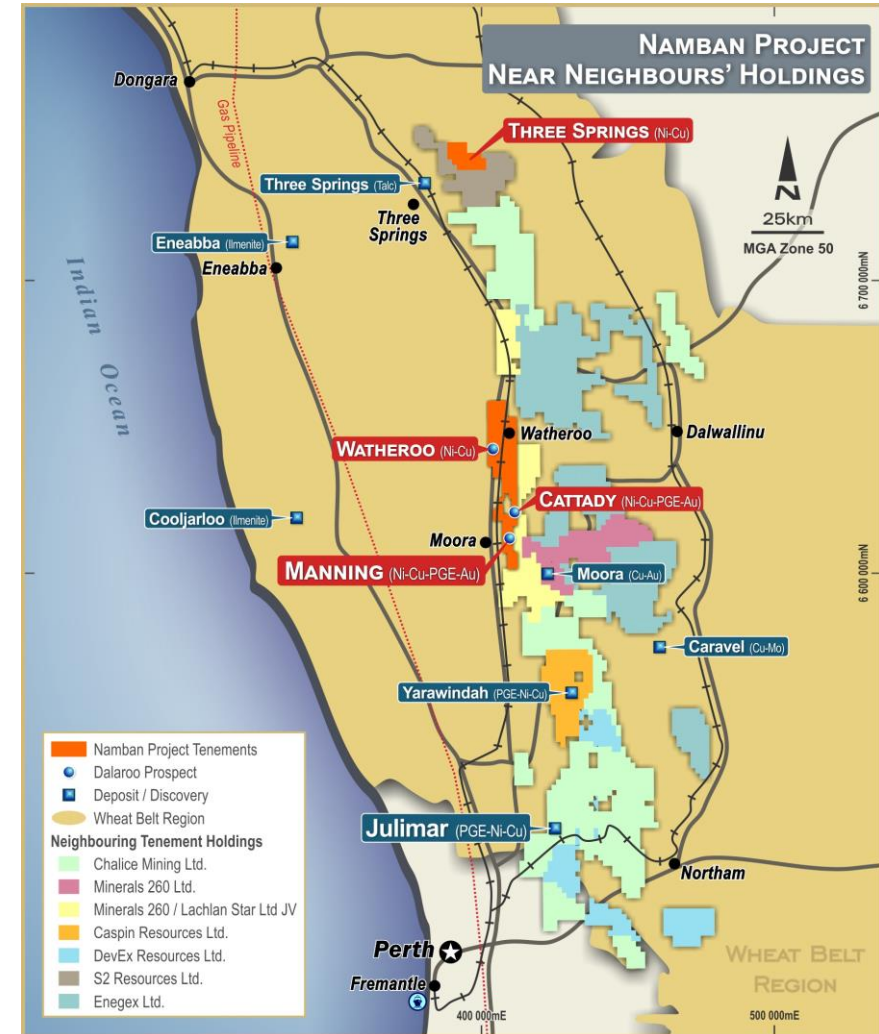 NAMBAN PROJECT
NEAR NEIGHBOURS' HOLDINGS
Dongara
Gas Pipeline
THREE SPRINGS (Ni-Cu)
N
25km
MGA Zone 50
Three Springs (Talc)
Three
Springs
Eneabba (Ilmenite)
Eneabba
6 700 000mN
Indian Ocean
Watheroo
Dalwallinu
WATHEROO (Ni-Cu)
CATTADY (Ni-Cu-PGE-Au)
Cooljarloo (Ilmenite)
Moora
MANNING (Ni-Cu-PGE-Au)
Moora (Cu-Au)
6 600 000mN
Caravel (Cu-Mo)
Yarawindah (PGE-Ni-Cu)
Julimar (PGE-Ni-Cu)
Northam
Perth
Fremantle
WHEAT BELT
REGION
400 000mE
500 000mE
Namban Project Tenements
Dalaroo Prospect
Deposit / Discovery
Wheat Belt Region
Neighbouring Tenement Holdings
Chalice Mining Ltd.
Minerals 260 Ltd.
Minerals 260 / Lachlan Star Ltd JV
Caspin Resources Ltd.
DevEx Resources Ltd.
S2 Resources Ltd.
Enegex Ltd.